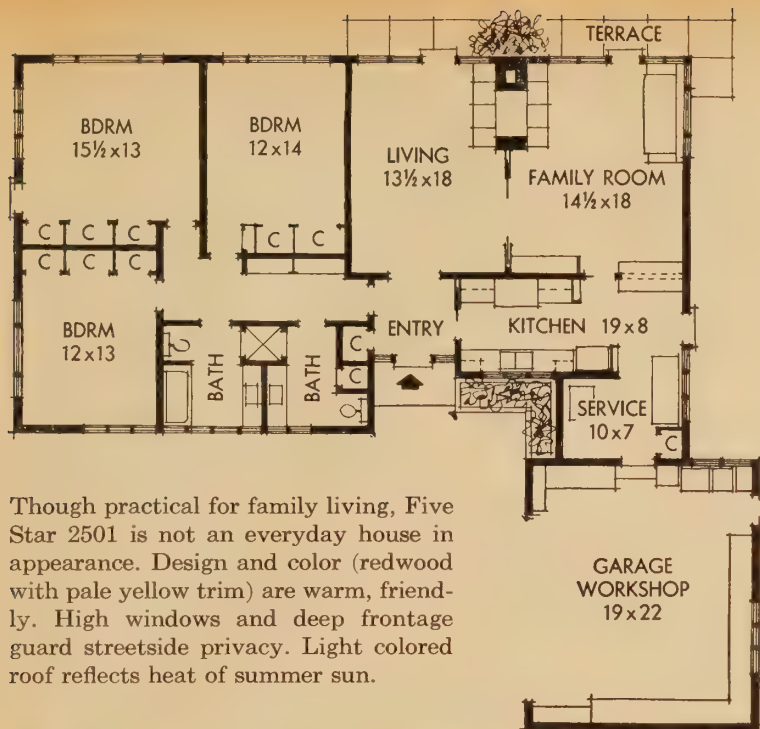 TERRACE
BDRM
15½ x 13
BDRM
12 x 14
LIVING
13½ x 18
FAMILY ROOM
14½ x 18
C C C
C C
C C C
BDRM
12 x 13
BATH
BATH
C
C
ENTRY
KITCHEN 19 x 8
SERVICE
10 x 7
C
Though practical for family living, Five
Star 2501 is not an everyday house in
appearance. Design and color (redwood
with pale yellow trim) are warm, friend-
ly. High windows and deep frontage
guard streetside privacy. Light colored
roof reflects heat of summer sun.
GARAGE
WORKSHOP
19 x 22